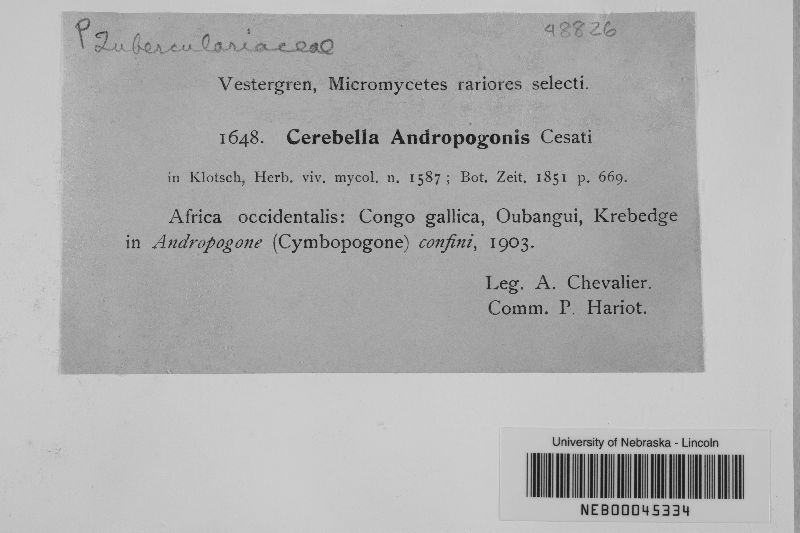 P Tuberculariaceae
48826
Vestergren, Micromycetes rariores selecti.
1648. Cerebella Andropogonis Cesati
in Klotsch, Herb. viv. mycol. n. 1587; Bot. Zeit. 1851 p. 669.
Africa occidentalis: Congo gallica, Oubangui, Krebedge
in Andropogone (Cymbopogone) confini, 1903.
Leg. A. Chevalier.
Comm. P. Hariot.
University of Nebraska - Lincoln
NEB00045334